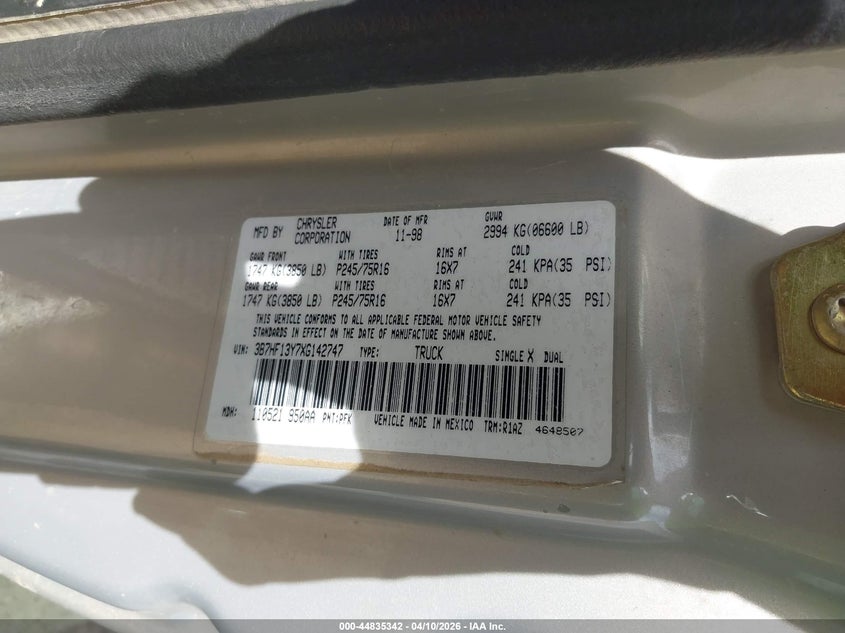 MFD BY CHRYSLER CORPORATION DATE OF MFR 11-98 GVWR 2994 KG(06600 LB)
GAWR FRONT WITH TIRES RIMS AT COLD
1747 KG(3850 LB) P245/75R16 16X7 241 KPA(35 PSI)
GAWR REAR WITH TIRES RIMS AT COLD
1747 KG(3850 LB) P245/75R16 16X7 241 KPA(35 PSI)
THIS VEHICLE CONFORMS TO ALL APPLICABLE FEDERAL MOTOR VEHICLE SAFETY
STANDARDS IN EFFECT ON THE DATE OF MANUFACTURE SHOWN ABOVE.
VIN: 3B7HF13Y7XG142747 TYPE: TRUCK SINGLE X DUAL
MDH: 110521 950AA PNT:PFK VEHICLE MADE IN MEXICO TRM:R1AZ 4648507
000-44835342 | 04/10/2026 | IAA Inc.